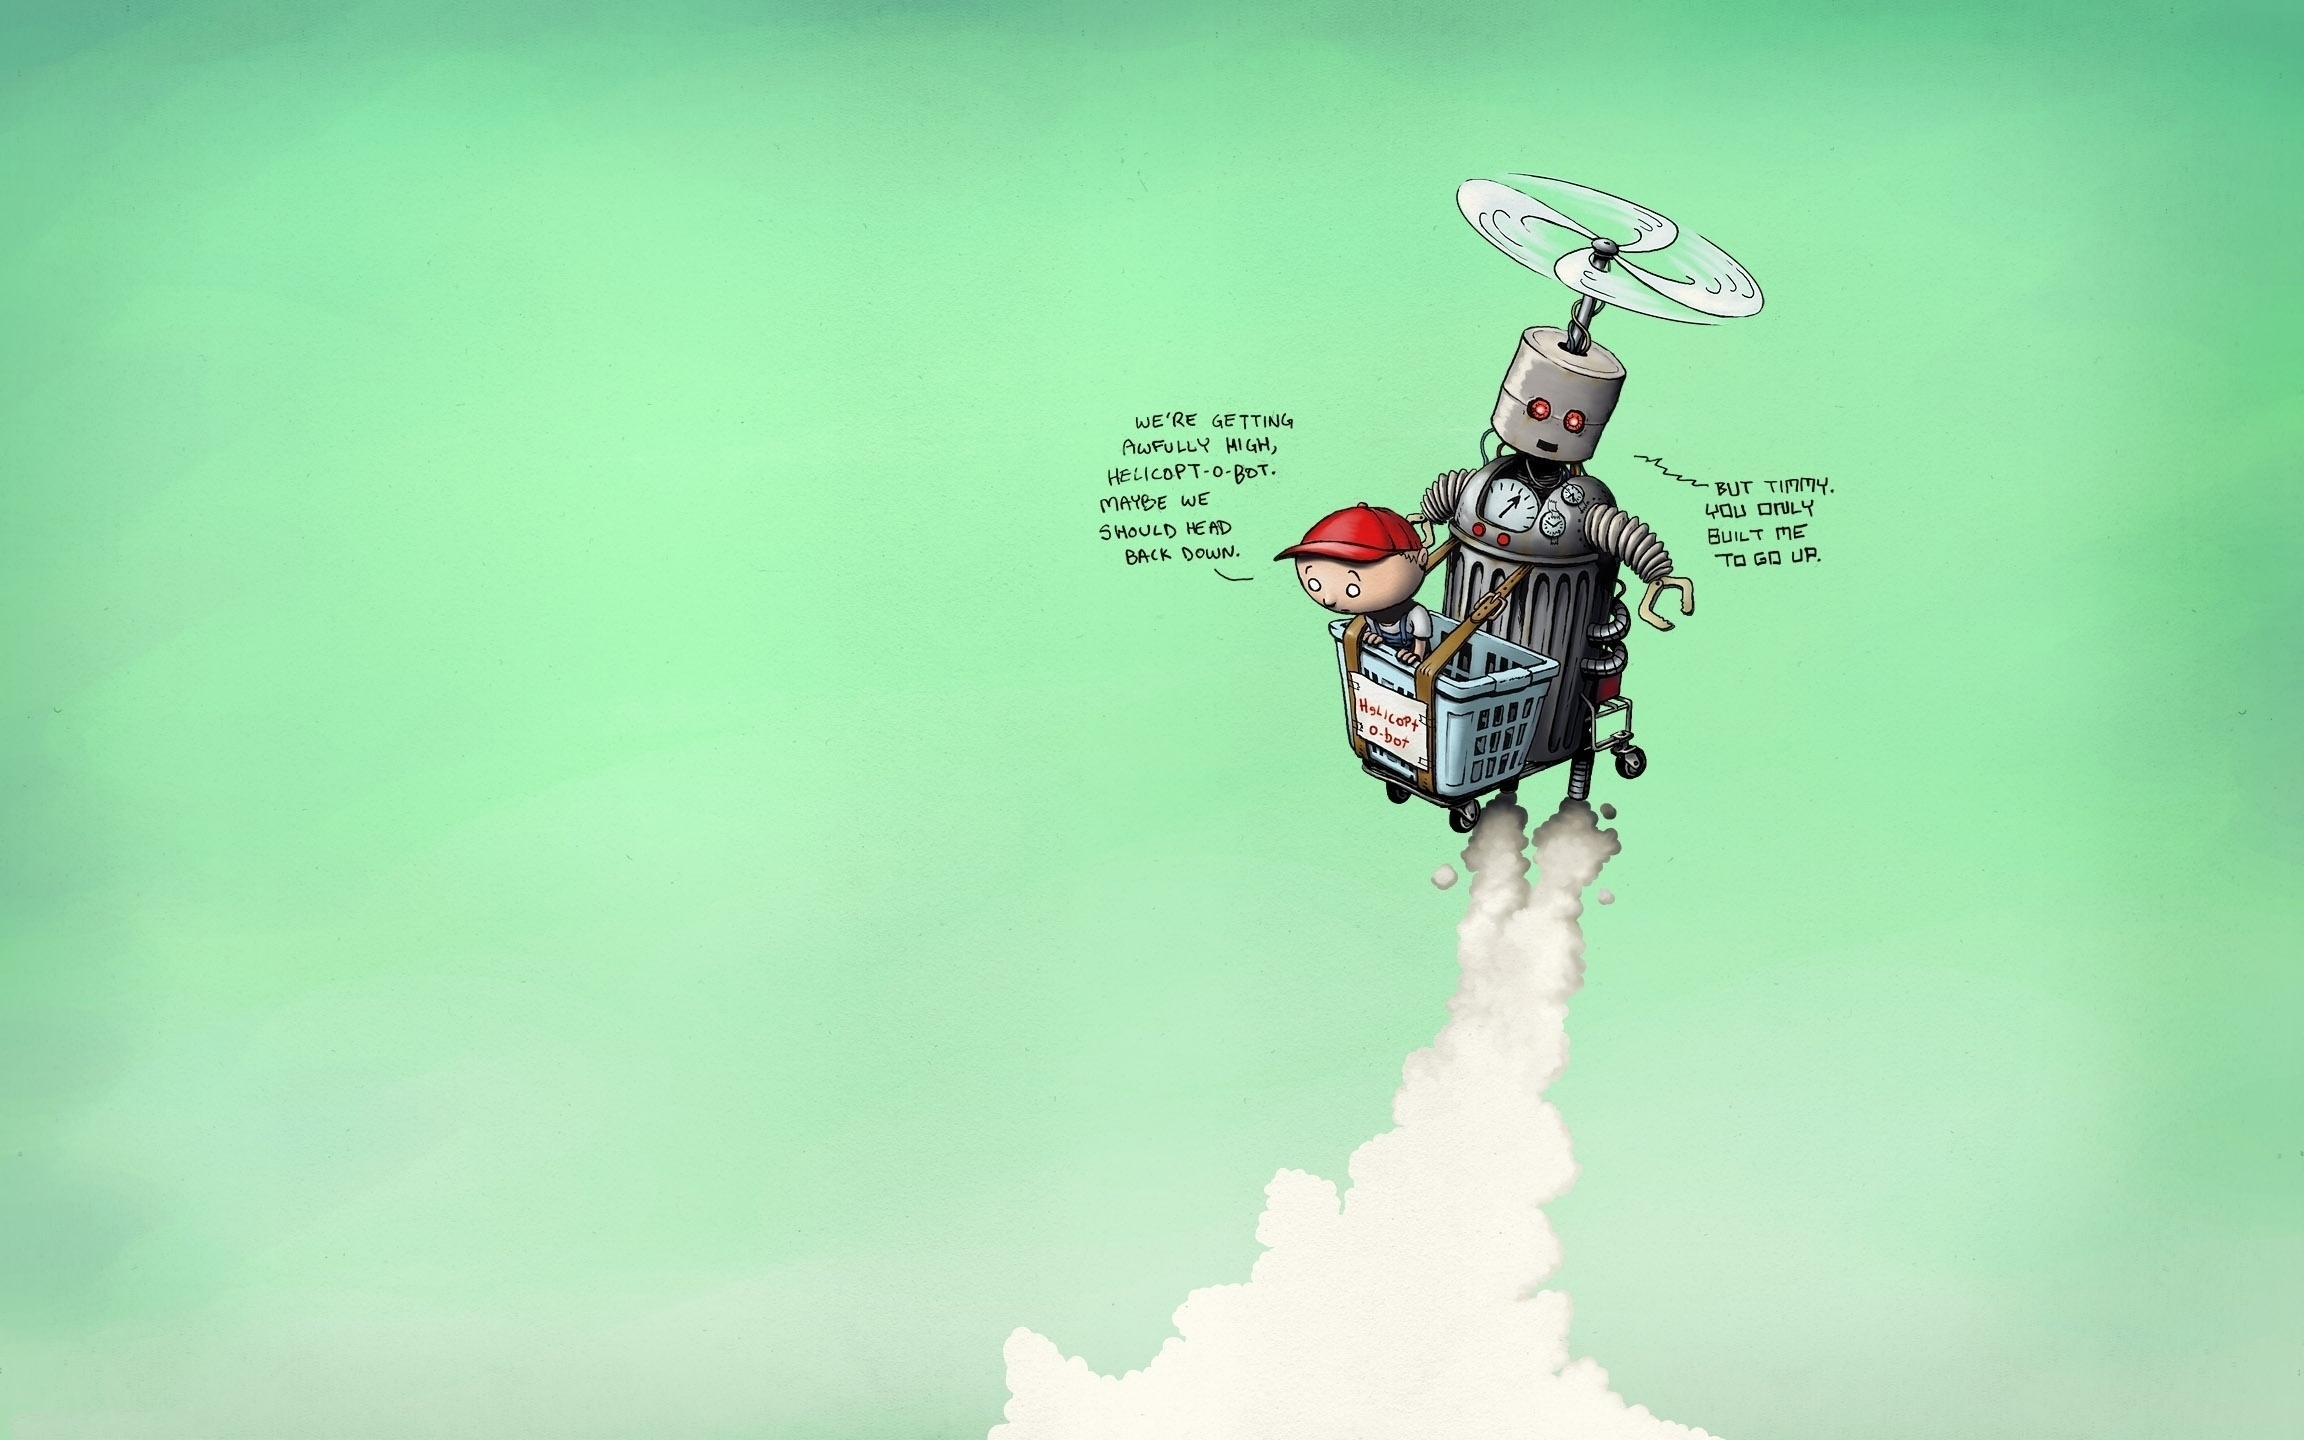 WE'RE GETTING
AWFULLY HIGH,
HELICOPT-O-BOT.
MAYBE WE
SHOULD HEAD
BACK DOWN.
BUT TIMMY.
YOU ONLY
BUILT ME
TO GO UP.
HeLicopt
o-bot